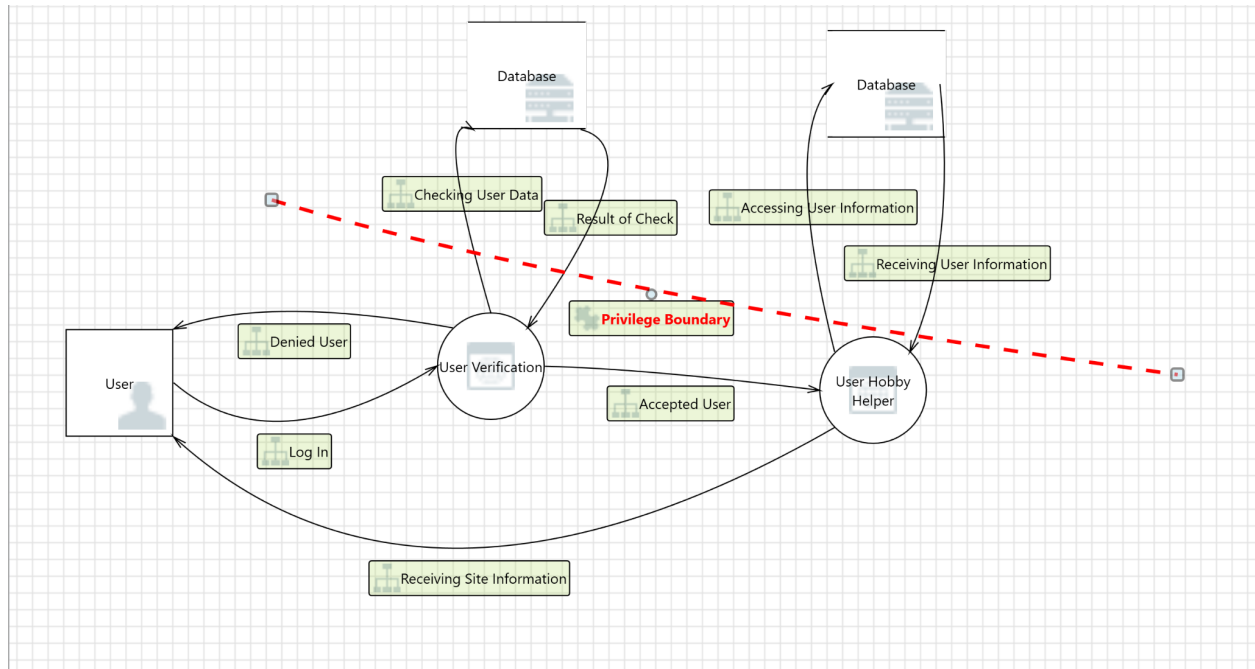 Database
Database
Checking User Data
Accessing User Information
Result of Check
Receiving User Information
Privilege Boundary
Denied User
User Verification
User
User Hobby
Helper
Accepted User
Log In
Receiving Site Information